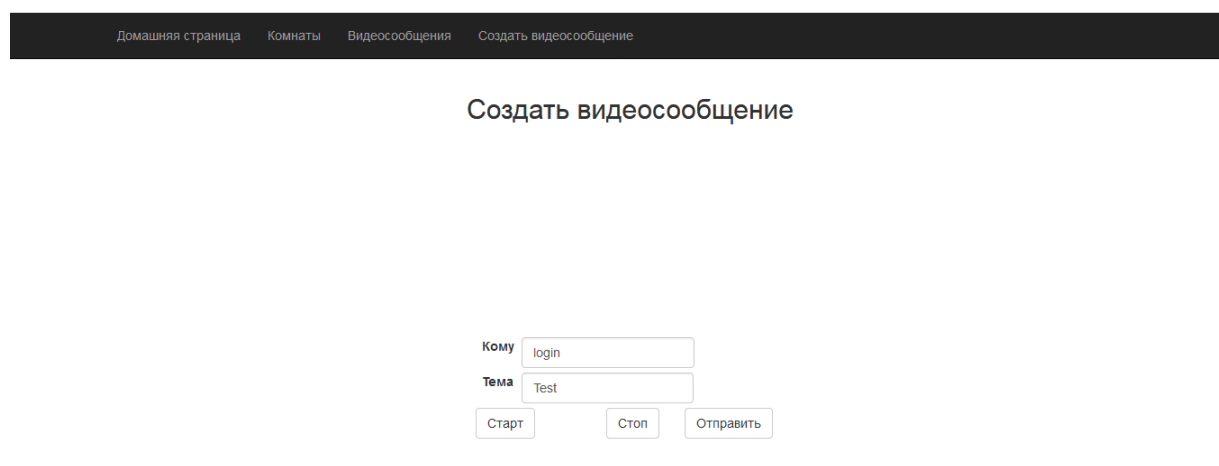 Домашняя страница Комнаты Видеосообщения Создать видеосообщение
Создать видеосообщение
Кому login
Тема Test
Старт Стоп Отправить